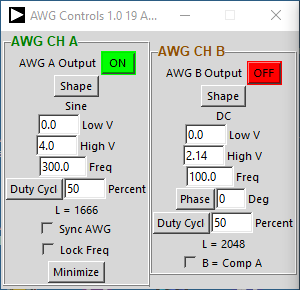 AWG Controls 1.0 19 A...
AWG CH A
AWG A Output ON
Shape
Sine
0.0 Low V
4.0 High V
300.0 Freq
Duty Cycl 50 Percent
L = 1666
Sync AWG
Lock Freq
Minimize
AWG CH B
AWG B Output OFF
Shape
DC
0.0 Low V
2.14 High V
100.0 Freq
Phase 0 Deg
Duty Cycl 50 Percent
L = 2048
B = Comp A